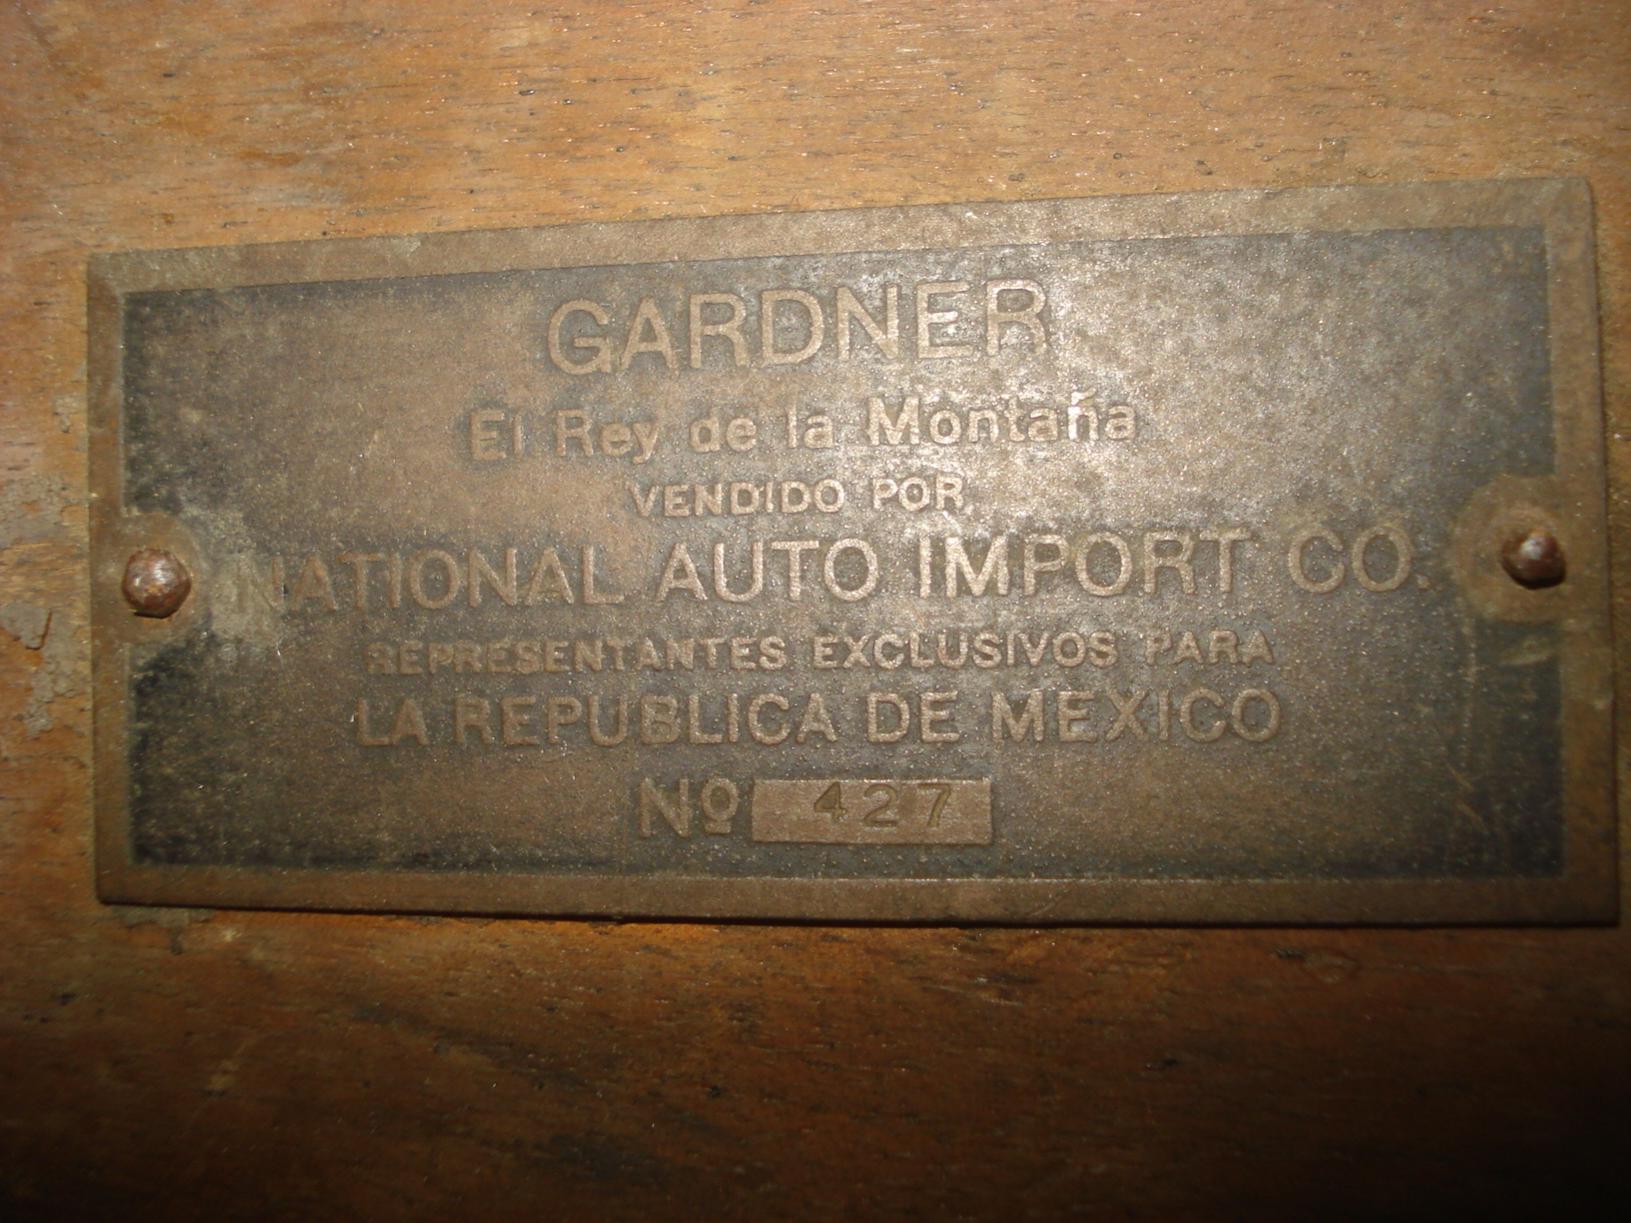 GARDNER
El Rey de la Montaña
VENDIDO POR
NATIONAL AUTO IMPORT CO.
REPRESENTANTES EXCLUSIVOS PARA
LA REPUBLICA DE MEXICO
Nº 427